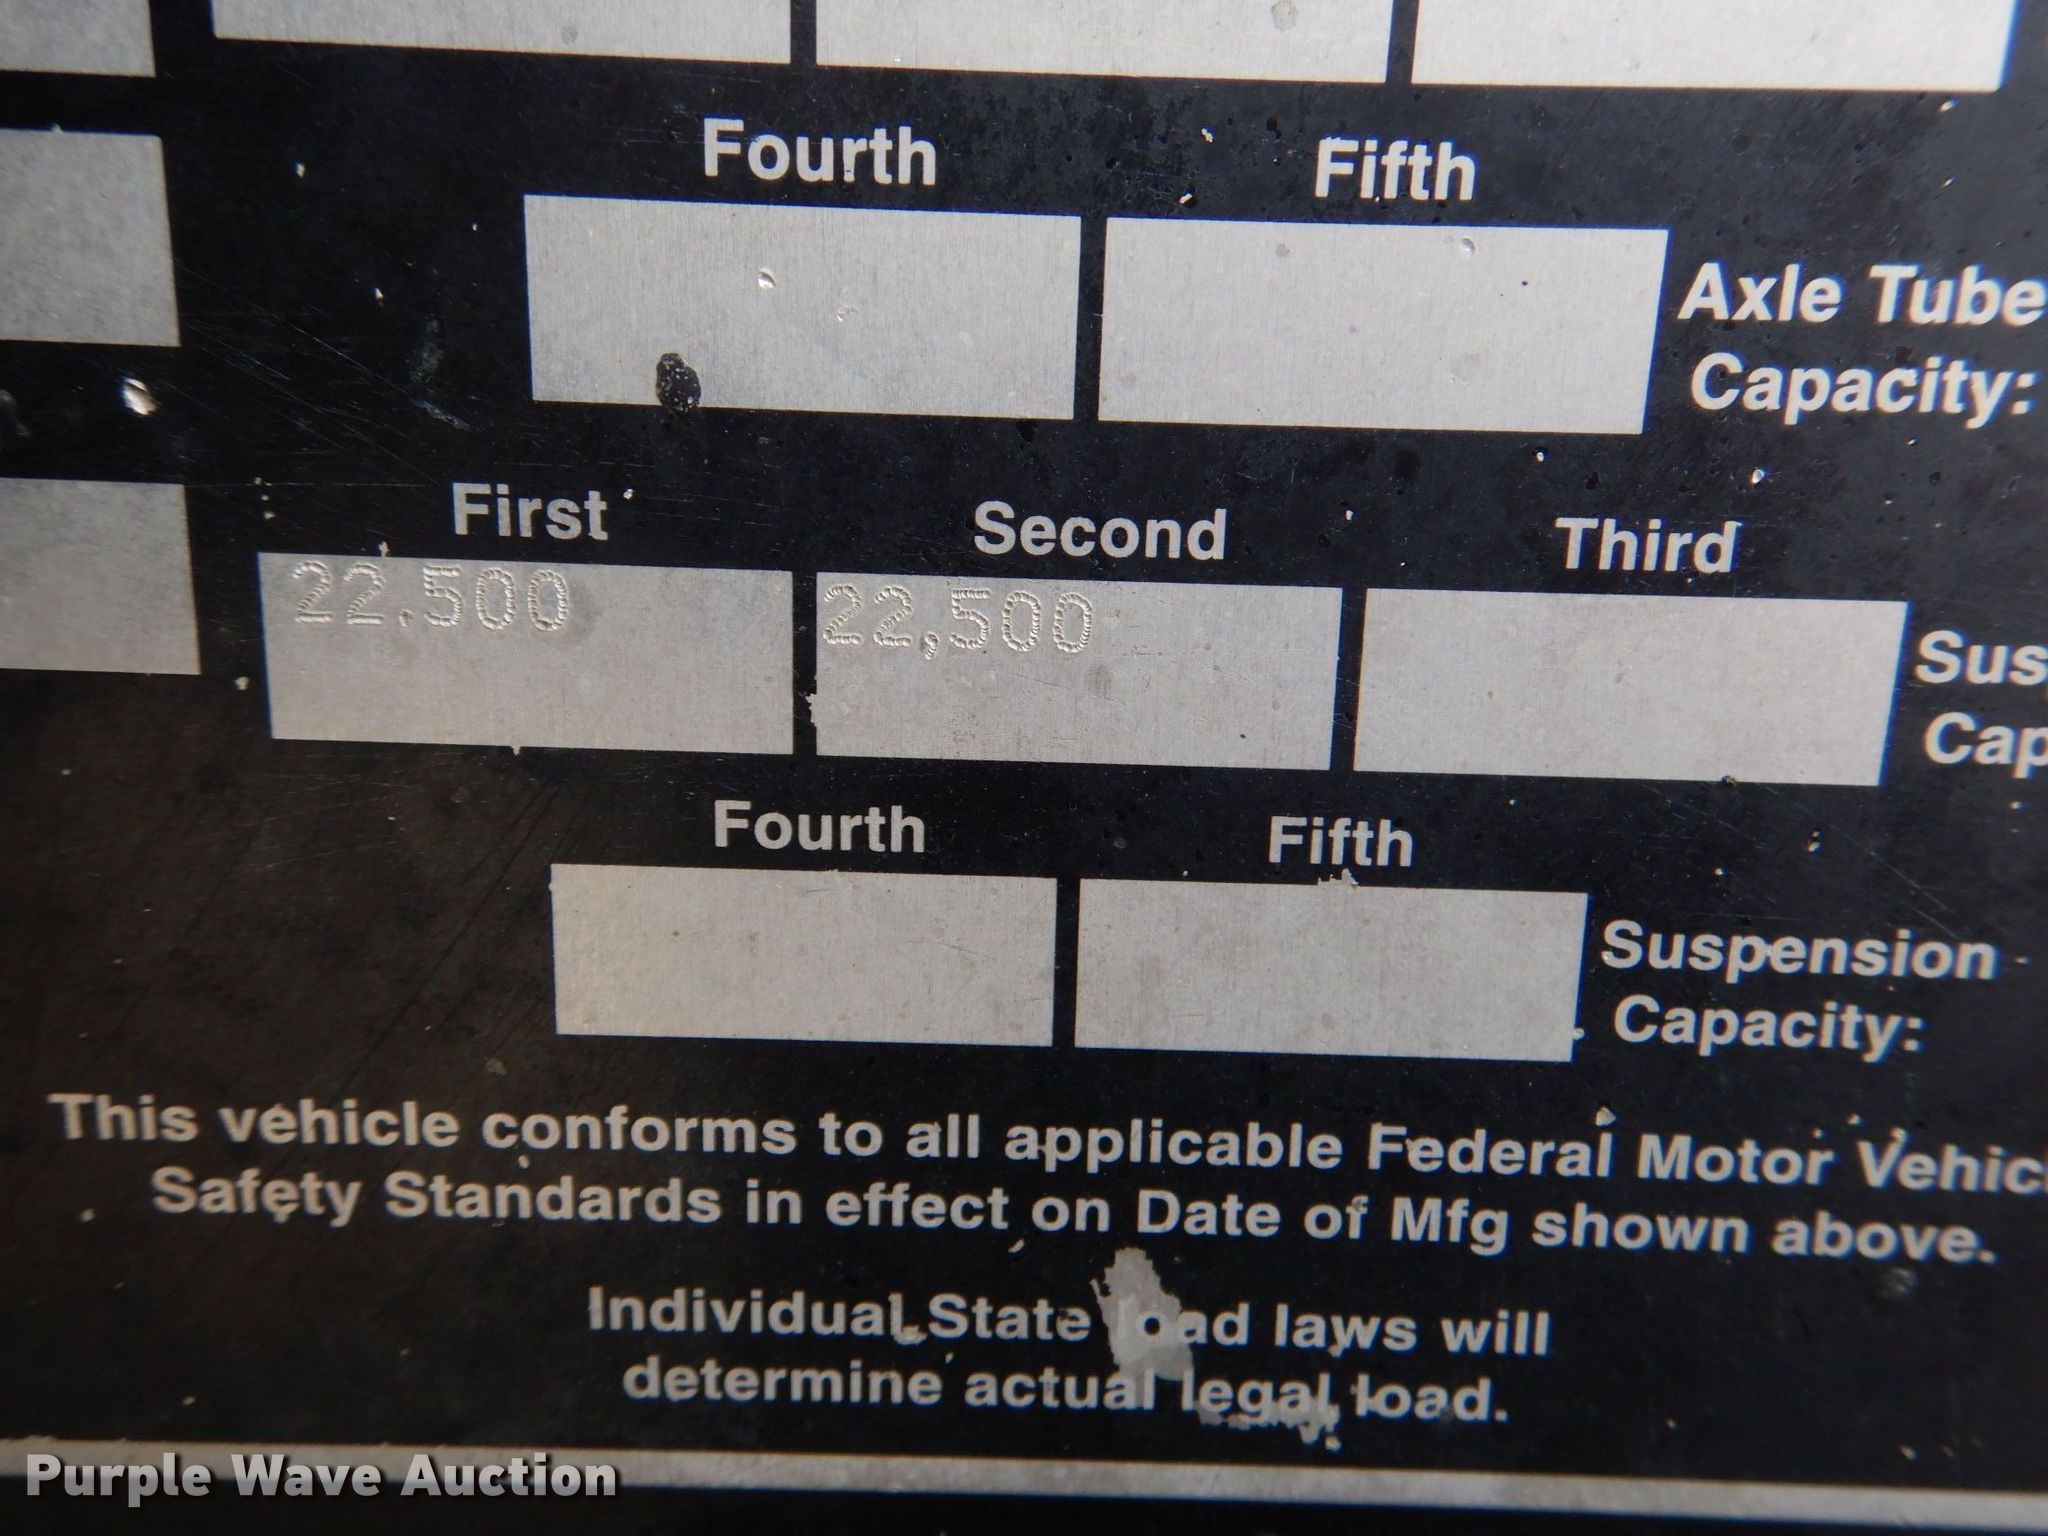 Fourth Fifth
Axle Tube
Capacity:
First Second Third
22,500 22,500
Sus
Cap
Fourth Fifth
Suspension
Capacity:
This vehicle conforms to all applicable Federal Motor Vehic
Safety Standards in effect on Date of Mfg shown above.
Individual State load laws will
determine actual legal load.
Purple Wave Auction